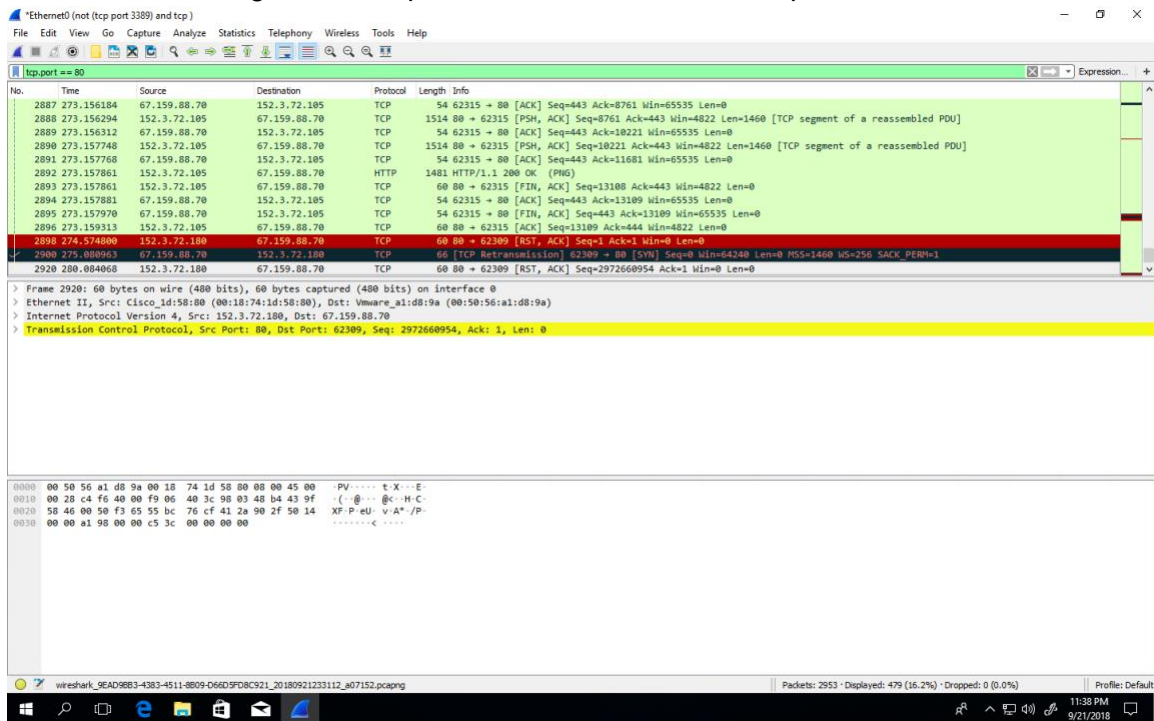 *Ethernet0 (not (tcp port 3389) and tcp )
File Edit View Go Capture Analyze Statistics Telephony Wireless Tools Help
tcp.port == 80 Expression... +
No. Time Source Destination Protocol Length Info
2887 273.156184 67.159.88.70 152.3.72.105 TCP 54 62315 → 80 [ACK] Seq=443 Ack=8761 Win=65535 Len=0
2888 273.156294 152.3.72.105 67.159.88.70 TCP 1514 80 → 62315 [PSH, ACK] Seq=8761 Ack=443 Win=4822 Len=1460 [TCP segment of a reassembled PDU]
2889 273.156312 67.159.88.70 152.3.72.105 TCP 54 62315 → 80 [ACK] Seq=443 Ack=10221 Win=65535 Len=0
2890 273.157748 152.3.72.105 67.159.88.70 TCP 1514 80 → 62315 [PSH, ACK] Seq=10221 Ack=443 Win=4822 Len=1460 [TCP segment of a reassembled PDU]
2891 273.157768 67.159.88.70 152.3.72.105 TCP 54 62315 → 80 [ACK] Seq=443 Ack=11681 Win=65535 Len=0
2892 273.157861 152.3.72.105 67.159.88.70 HTTP 1481 HTTP/1.1 200 OK (PNG)
2893 273.157861 152.3.72.105 67.159.88.70 TCP 60 80 → 62315 [FIN, ACK] Seq=13108 Ack=443 Win=4822 Len=0
2894 273.157881 67.159.88.70 152.3.72.105 TCP 54 62315 → 80 [ACK] Seq=443 Ack=13109 Win=65535 Len=0
2895 273.157970 67.159.88.70 152.3.72.105 TCP 54 62315 → 80 [FIN, ACK] Seq=443 Ack=13109 Win=65535 Len=0
2896 273.159313 152.3.72.105 67.159.88.70 TCP 60 80 → 62315 [ACK] Seq=13109 Ack=444 Win=4822 Len=0
2898 274.574800 152.3.72.180 67.159.88.70 TCP 60 80 → 62309 [RST, ACK] Seq=1 Ack=1 Win=0 Len=0
2900 275.080963 67.159.88.70 152.3.72.180 TCP 66 [TCP Retransmission] 62309 → 80 [SYN] Seq=0 Win=64240 Len=0 MSS=1460 WS=256 SACK_PERM=1
2920 280.084068 152.3.72.180 67.159.88.70 TCP 60 80 → 62309 [RST, ACK] Seq=2972660954 Ack=1 Win=0 Len=0
> Frame 2920: 60 bytes on wire (480 bits), 60 bytes captured (480 bits) on interface 0
> Ethernet II, Src: Cisco_1d:58:80 (00:18:74:1d:58:80), Dst: Vmware_a1:d8:9a (00:50:56:a1:d8:9a)
> Internet Protocol Version 4, Src: 152.3.72.180, Dst: 67.159.88.70
> Transmission Control Protocol, Src Port: 80, Dst Port: 62309, Seq: 2972660954, Ack: 1, Len: 0
0000 00 50 56 a1 d8 9a 00 18 74 1d 58 80 08 00 45 00 ·PV····· t·X···E·
0010 00 28 c4 f6 40 00 f9 06 40 3c 98 03 48 b4 43 9f ·(··@··· @<··H·C·
0020 58 46 00 50 f3 65 55 bc 76 cf 41 2a 90 2f 50 14 XF·P·eU· v·A*·/P·
0030 00 00 a1 98 00 00 c5 3c 00 00 00 00 ·······< ····
wireshark_9EAD9BB3-4383-4511-8B09-D66D5FD8C921_20180921233112_a07152.pcapng Packets: 2953 · Displayed: 479 (16.2%) · Dropped: 0 (0.0%) Profile: Default
11:38 PM
9/21/2018